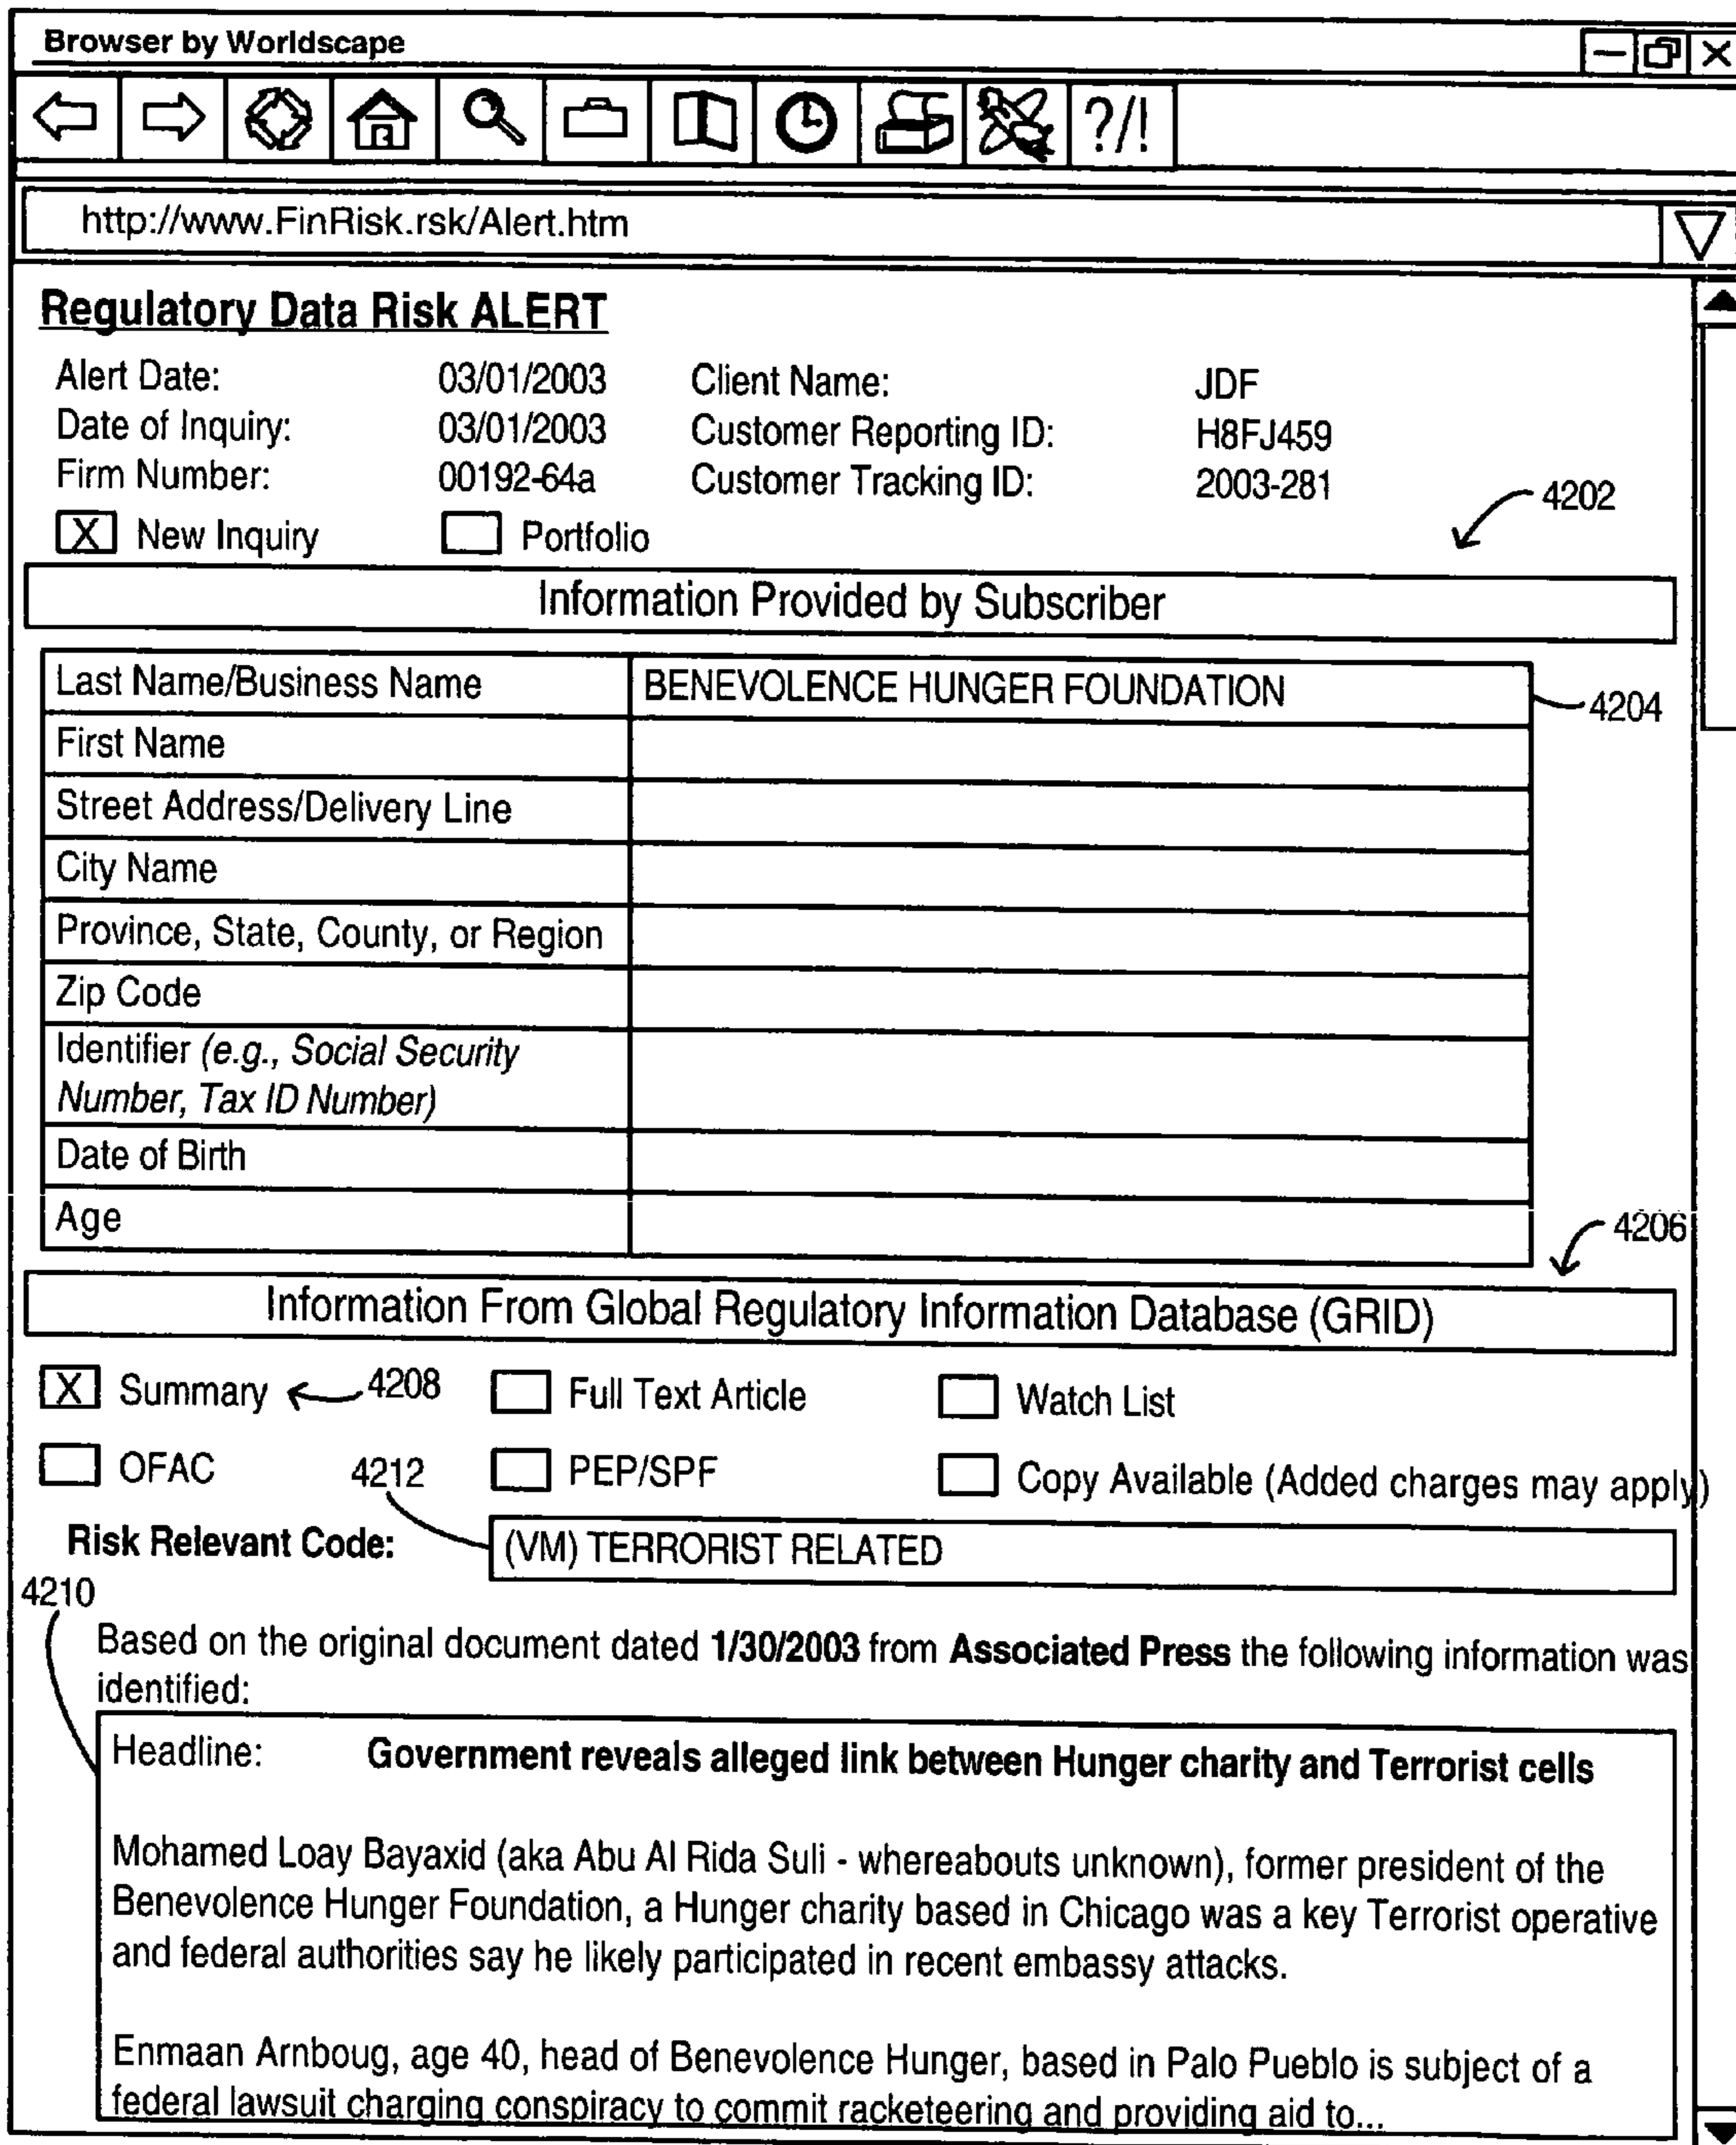 Browser by Worldscape
?/!
http://www.FinRisk.rsk/Alert.htm
Regulatory Data Risk ALERT
Alert Date: 03/01/2003 Client Name: JDF
Date of Inquiry: 03/01/2003 Customer Reporting ID: H8FJ459
Firm Number: 00192-64a Customer Tracking ID: 2003-281
4202
X New Inquiry Portfolio
Information Provided by Subscriber
Last Name/Business Name BENEVOLENCE HUNGER FOUNDATION
4204
First Name
Street Address/Delivery Line
City Name
Province, State, County, or Region
Zip Code
Identifier (e.g., Social Security
Number, Tax ID Number)
Date of Birth
Age
4206
Information From Global Regulatory Information Database (GRID)
X Summary 4208 Full Text Article Watch List
OFAC 4212 PEP/SPF Copy Available (Added charges may apply)
Risk Relevant Code: (VM) TERRORIST RELATED
4210
Based on the original document dated 1/30/2003 from Associated Press the following information was
identified:
Headline: Government reveals alleged link between Hunger charity and Terrorist cells
Mohamed Loay Bayaxid (aka Abu Al Rida Suli - whereabouts unknown), former president of the
Benevolence Hunger Foundation, a Hunger charity based in Chicago was a key Terrorist operative
and federal authorities say he likely participated in recent embassy attacks.
Enmaan Arnboug, age 40, head of Benevolence Hunger, based in Palo Pueblo is subject of a
federal lawsuit charging conspiracy to commit racketeering and providing aid to...